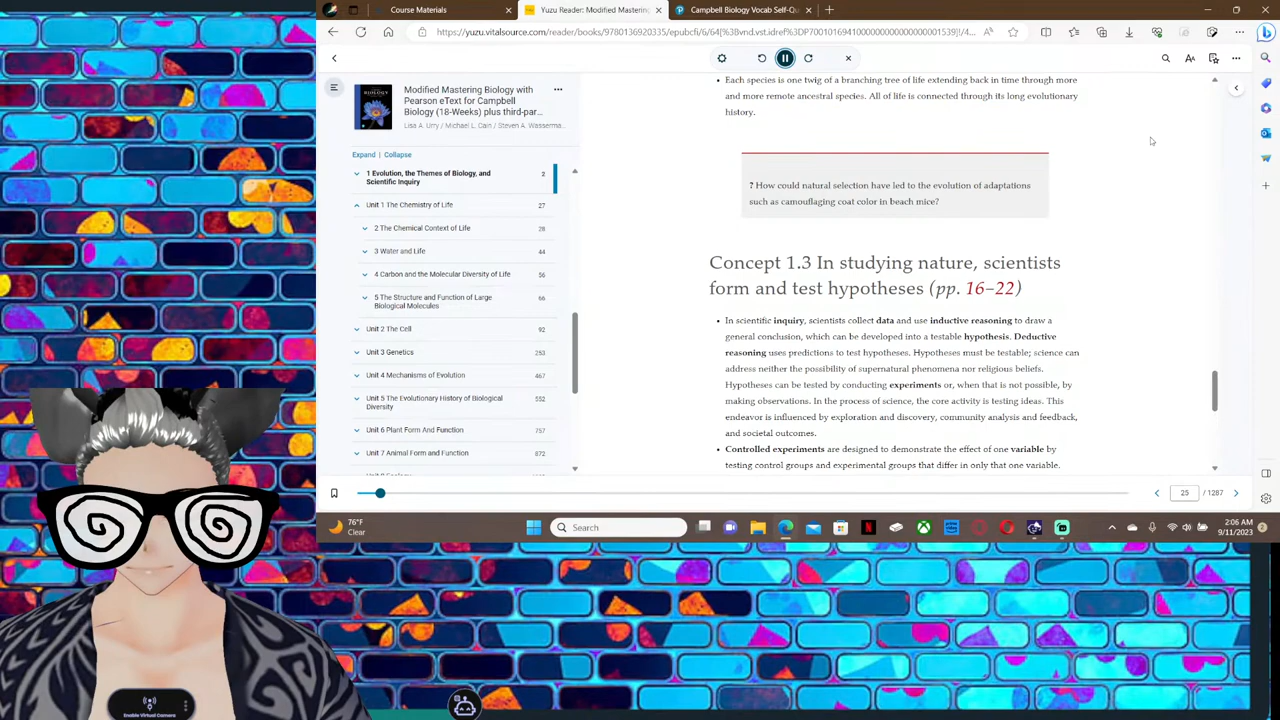 Course Materials
Yuzu Reader: Modified Mastering
Campbell Biology Vocab Self-Qu
https://yuzu.vitalsource.com/reader/books/9780136920335/epubcfi/6/64[%3Bvnd.vst.idref%3DP7001016941000000000000000001539]!/4...
Modified Mastering Biology with
Pearson eText for Campbell
Biology (18-Weeks) plus third-par...
Lisa A. Urry / Michael L. Cain / Steven A. Wasserma...
Expand | Collapse
1 Evolution, the Themes of Biology, and
Scientific Inquiry
2
Unit 1 The Chemistry of Life 27
2 The Chemical Context of Life 28
3 Water and Life 44
4 Carbon and the Molecular Diversity of Life 56
5 The Structure and Function of Large
Biological Molecules
66
Unit 2 The Cell 92
Unit 3 Genetics 253
Unit 4 Mechanisms of Evolution 467
Unit 5 The Evolutionary History of Biological
Diversity
552
Unit 6 Plant Form And Function 757
Unit 7 Animal Form and Function 872
• Each species is one twig of a branching tree of life extending back in time through more
and more remote ancestral species. All of life is connected through its long evolutionary
history.
? How could natural selection have led to the evolution of adaptations
such as camouflaging coat color in beach mice?
Concept 1.3 In studying nature, scientists
form and test hypotheses (pp. 16–22)
• In scientific inquiry, scientists collect data and use inductive reasoning to draw a
general conclusion, which can be developed into a testable hypothesis. Deductive
reasoning uses predictions to test hypotheses. Hypotheses must be testable; science can
address neither the possibility of supernatural phenomena nor religious beliefs.
Hypotheses can be tested by conducting experiments or, when that is not possible, by
making observations. In the process of science, the core activity is testing ideas. This
endeavor is influenced by exploration and discovery, community analysis and feedback,
and societal outcomes.
• Controlled experiments are designed to demonstrate the effect of one variable by
testing control groups and experimental groups that differ in only that one variable.
25 / 1287
76°F
Clear
Search
2:06 AM
9/11/2023
Enable Virtual Camera